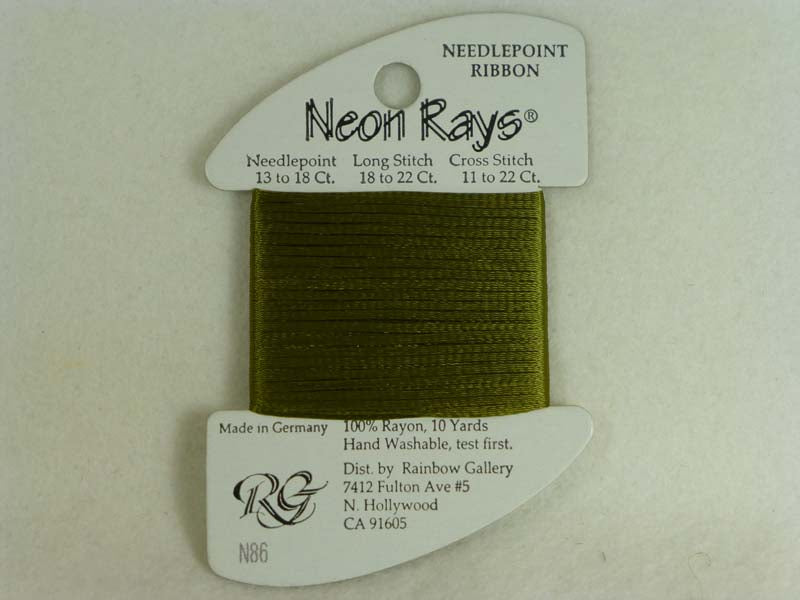 NEEDLEPOINT
RIBBON
Neon Rays®
Needlepoint Long Stitch Cross Stitch
13 to 18 Ct. 18 to 22 Ct. 11 to 22 Ct.
Made in Germany
100% Rayon, 10 Yards
Hand Washable, test first.
Dist. by Rainbow Gallery
7412 Fulton Ave #5
N. Hollywood
CA 91605
RG
N86